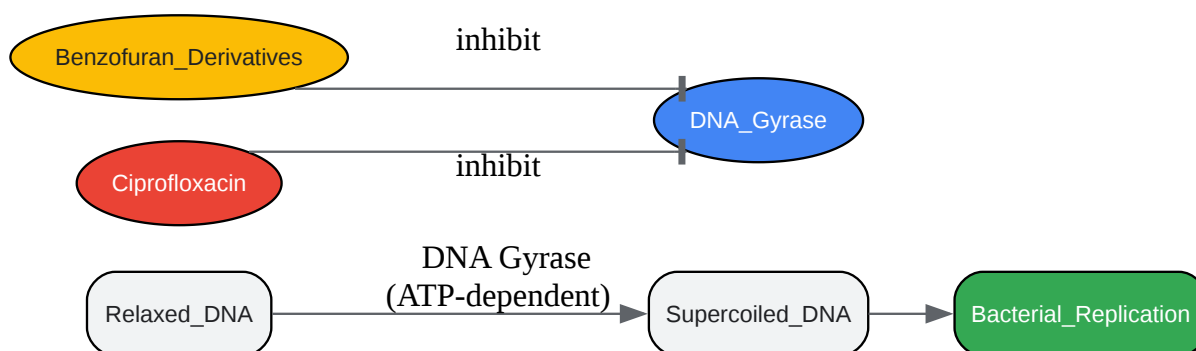 Benzofuran_Derivatives
inhibit
DNA_Gyrase
Ciprofloxacin
inhibit
DNA Gyrase
(ATP-dependent)
Relaxed_DNA
Supercoiled_DNA
Bacterial_Replication